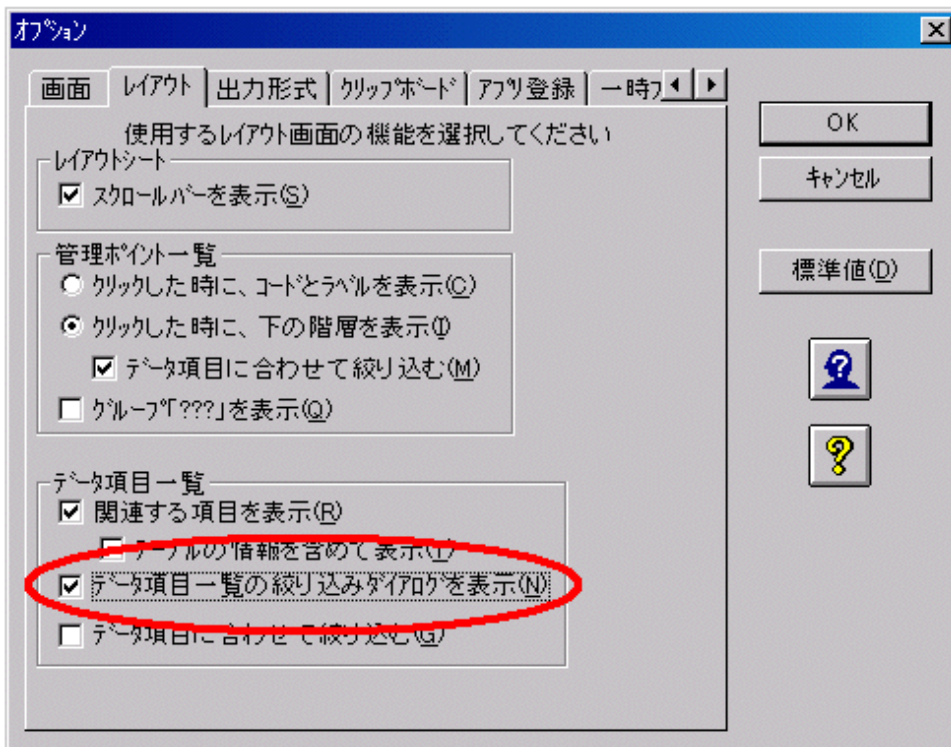 オプション
画面 レイアウト 出力形式 クリップボード アプリ登録 一時フ
使用するレイアウト画面の機能を選択してください
OK
キャンセル
標準値(D)
レイアウトシート
スクロールバーを表示(S)
管理ポイント一覧
クリックした時に、コードとラベルを表示(C)
クリックした時に、下の階層を表示(I)
データ項目に合わせて絞り込む(M)
グループ「???」を表示(Q)
データ項目一覧
関連する項目を表示(R)
テーブルの情報を含めて表示(T)
データ項目一覧の絞り込みダイアログを表示(N)
データ項目に合わせて絞り込む(G)